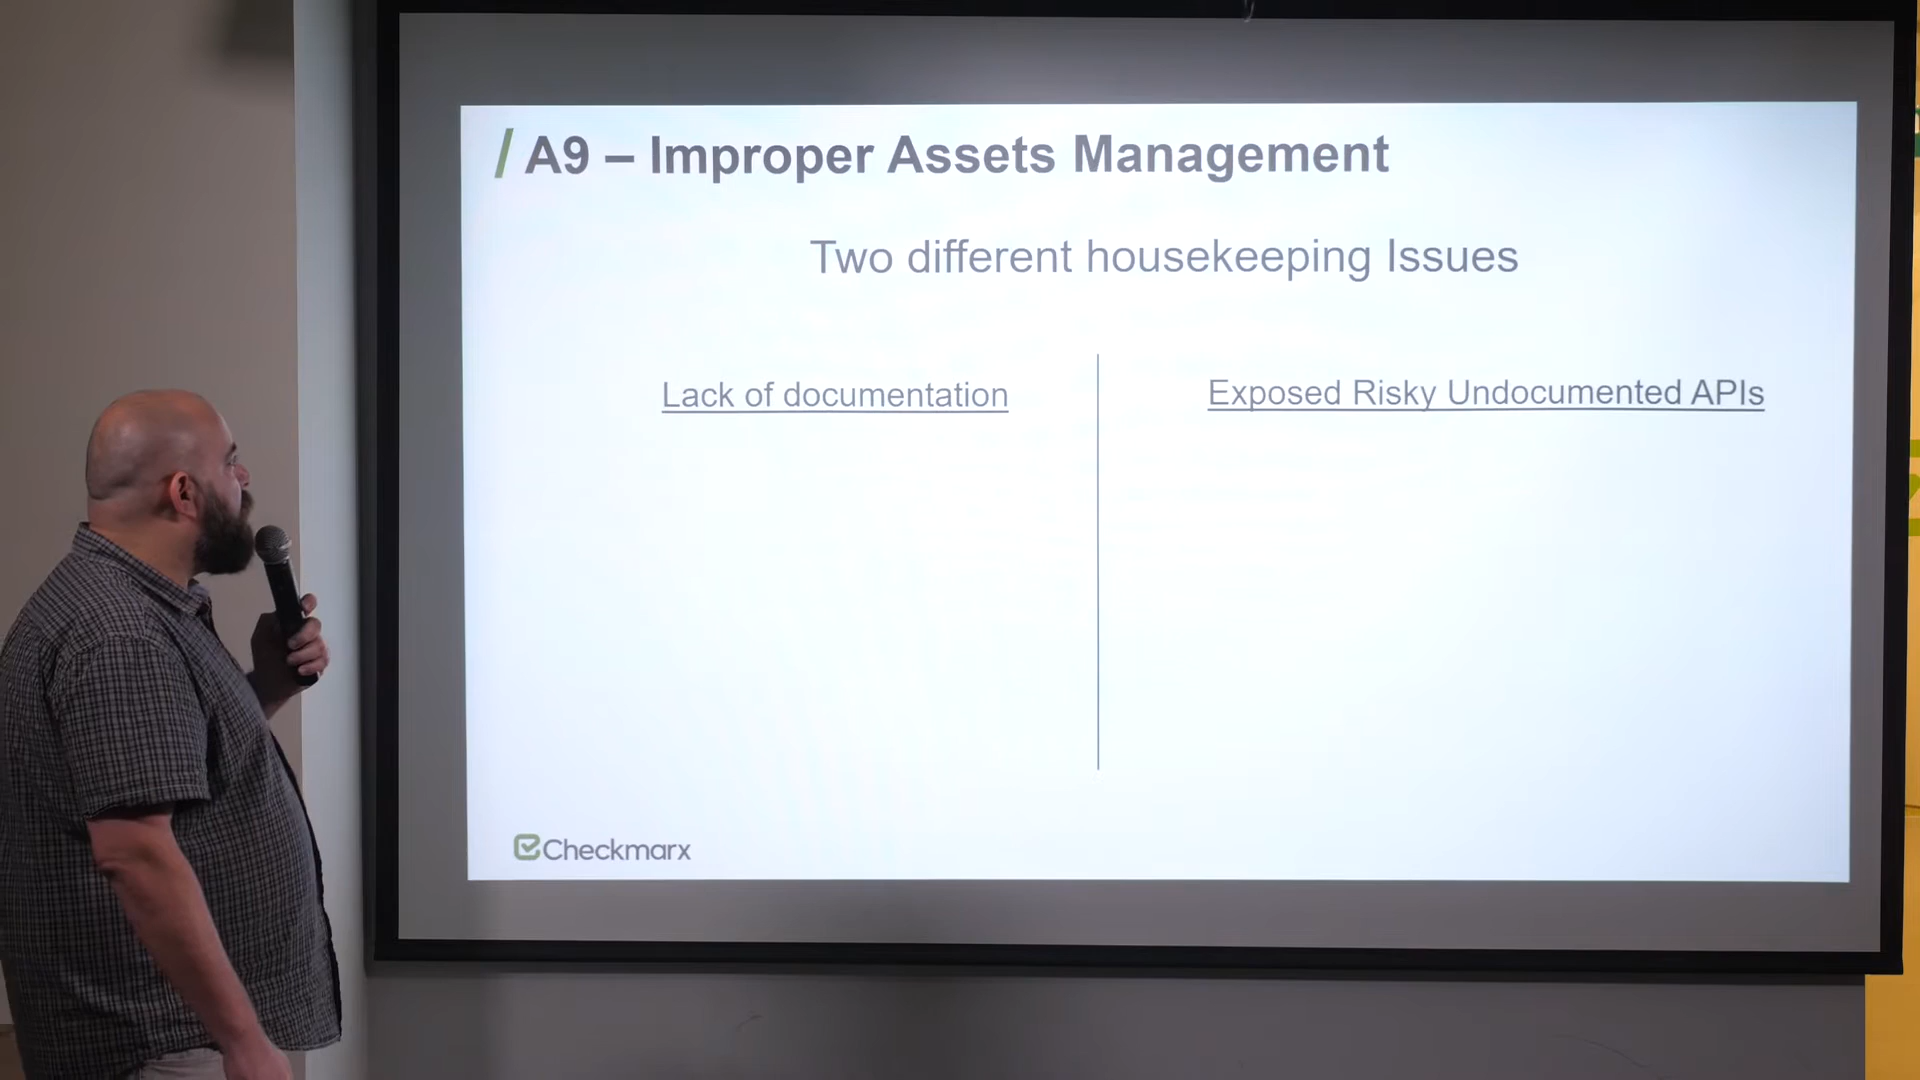 / A9 – Improper Assets Management
Two different housekeeping Issues
Lack of documentation
Exposed Risky Undocumented APIs
Checkmarx